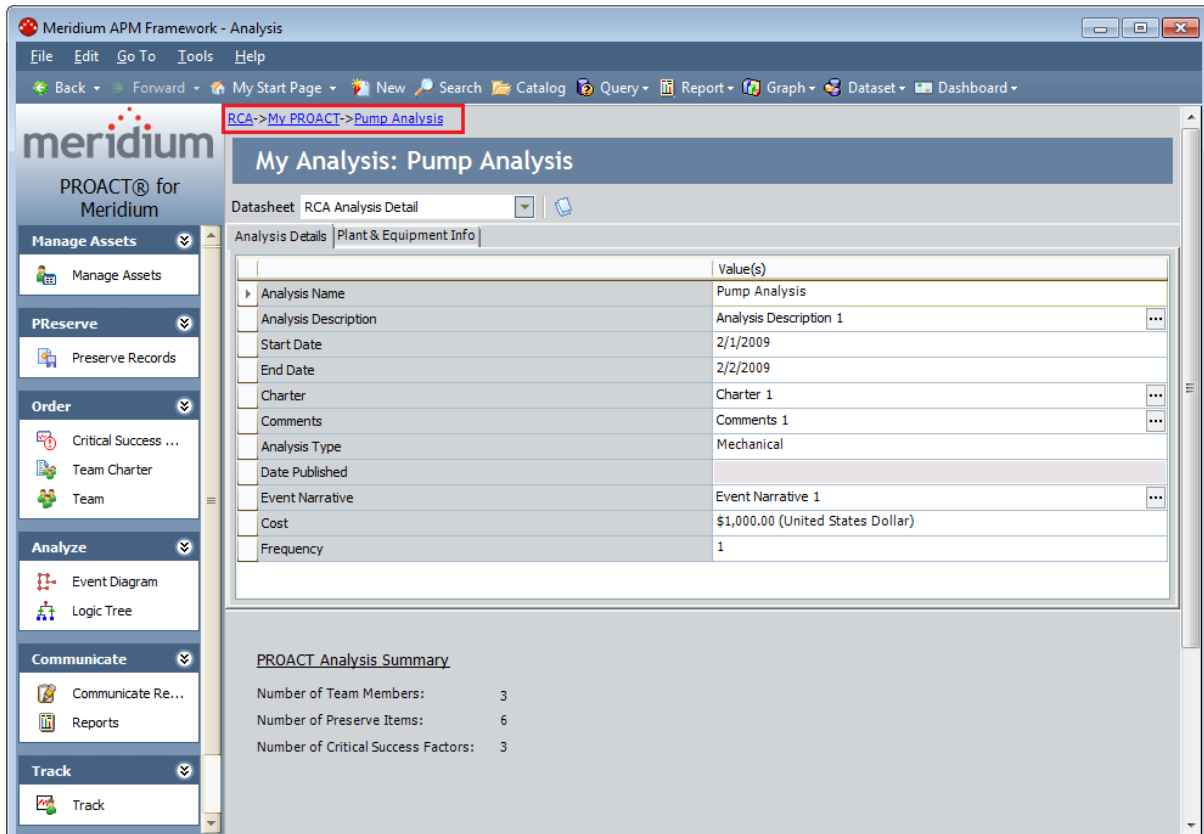 Meridium APM Framework - Analysis
File Edit Go To Tools Help
Back Forward My Start Page New Search Catalog Query Report Graph Dataset Dashboard
RCA->My PROACT->Pump Analysis
meridium
PROACT® for
Meridium
My Analysis: Pump Analysis
Datasheet RCA Analysis Detail
Analysis Details Plant & Equipment Info
Value(s)
Analysis Name Pump Analysis
Analysis Description Analysis Description 1 ...
Start Date 2/1/2009
End Date 2/2/2009
Charter Charter 1 ...
Comments Comments 1 ...
Analysis Type Mechanical
Date Published
Event Narrative Event Narrative 1 ...
Cost $1,000.00 (United States Dollar)
Frequency 1
Manage Assets
Manage Assets
PReserve
Preserve Records
Order
Critical Success ...
Team Charter
Team
Analyze
Event Diagram
Logic Tree
Communicate
Communicate Re...
Reports
Track
Track
PROACT Analysis Summary
Number of Team Members: 3
Number of Preserve Items: 6
Number of Critical Success Factors: 3